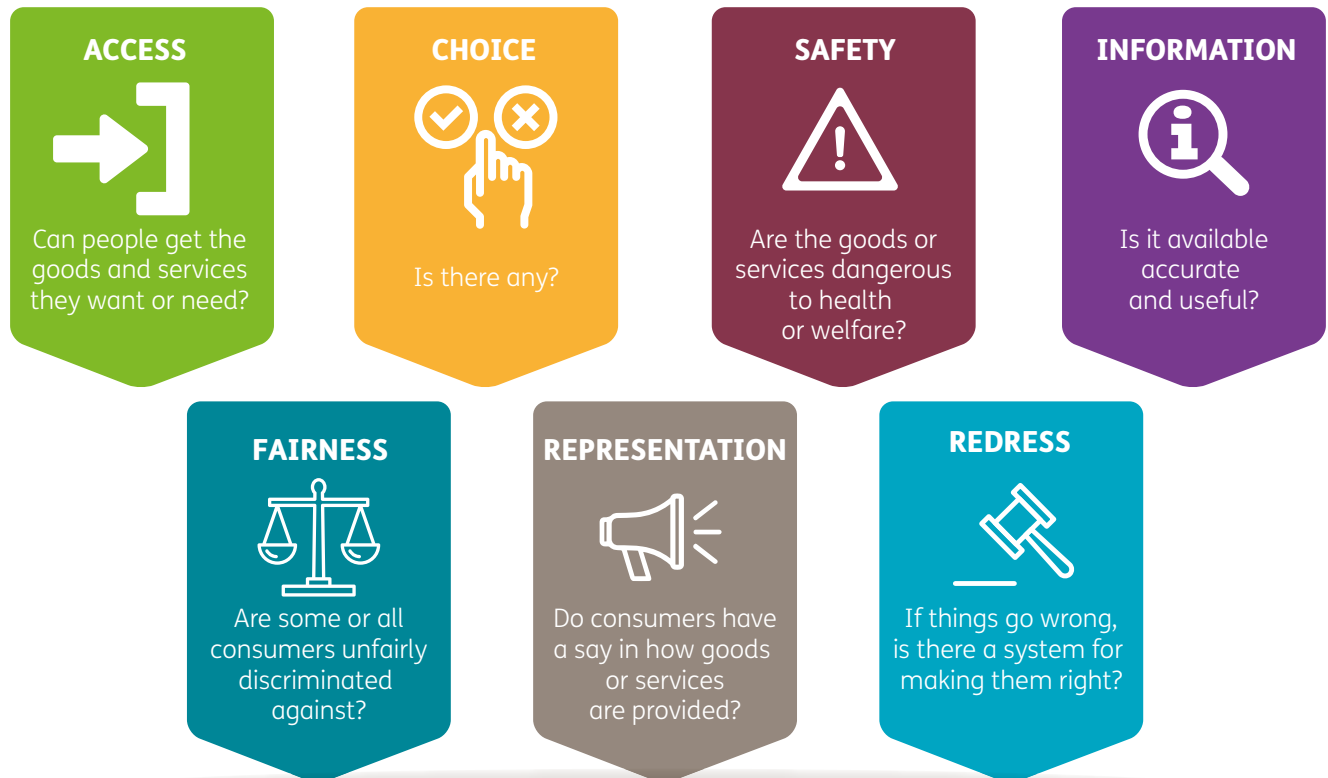 ACCESS
Can people get the
goods and services
they want or need?
CHOICE
Is there any?
SAFETY
Are the goods or
services dangerous
to health
or welfare?
INFORMATION
Is it available
accurate
and useful?
FAIRNESS
Are some or all
consumers unfairly
discriminated
against?
REPRESENTATION
Do consumers have
a say in how goods
or services
are provided?
REDRESS
If things go wrong,
is there a system for
making them right?